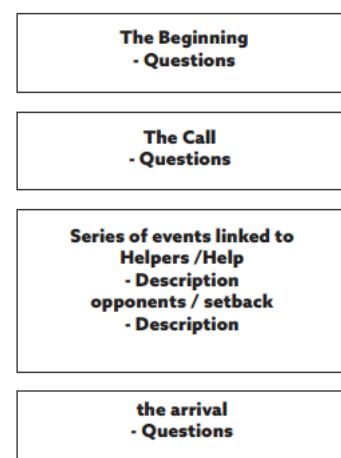 The Beginning
- Questions
The Call
- Questions
Series of events linked to
Helpers /Help
- Description
opponents / setback
- Description
the arrival
- Questions